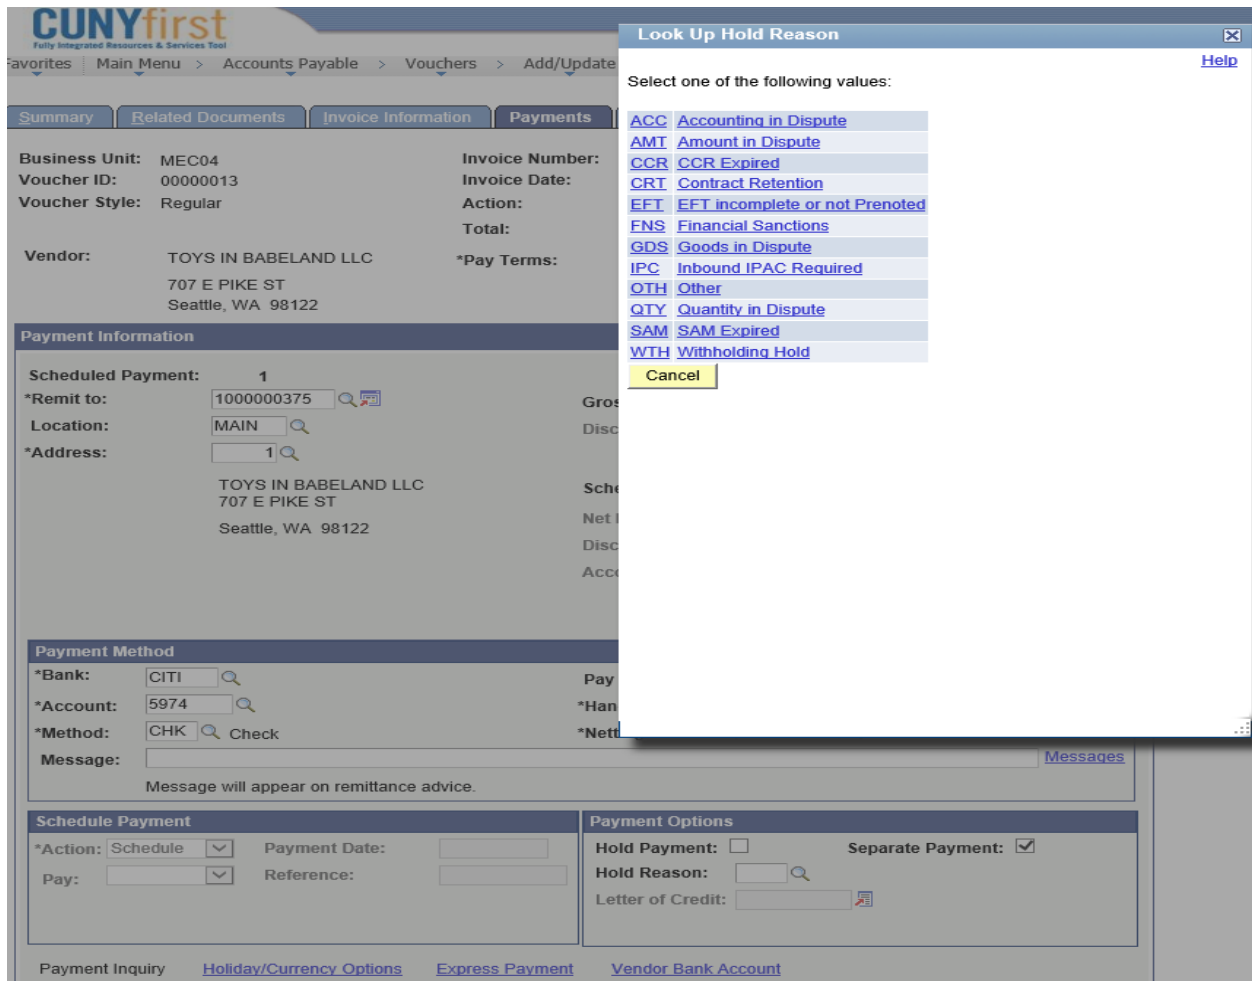 CUNYfirst
Fully Integrated Resources & Services Tool
Favorites Main Menu > Accounts Payable > Vouchers > Add/Update
Summary Related Documents Invoice Information Payments
Business Unit: MEC04 Invoice Number:
Voucher ID: 00000013 Invoice Date:
Voucher Style: Regular Action:
Total:
Vendor: TOYS IN BABELAND LLC *Pay Terms:
707 E PIKE ST
Seattle, WA 98122
Payment Information
Scheduled Payment: 1
*Remit to: 1000000375 Gros
Location: MAIN Disc
*Address: 1
TOYS IN BABELAND LLC Sche
707 E PIKE ST
Seattle, WA 98122 Net
Disc
Acco
Payment Method
*Bank: CITI Pay
*Account: 5974 *Han
*Method: CHK Check *Nett
Message: Messages
Message will appear on remittance advice.
Schedule Payment
*Action: Schedule Payment Date:
Pay: Reference:
Payment Options
Hold Payment: Separate Payment:
Hold Reason:
Letter of Credit:
Payment Inquiry Holiday/Currency Options Express Payment Vendor Bank Account
Look Up Hold Reason
Help
Select one of the following values:
ACC Accounting in Dispute
AMT Amount in Dispute
CCR CCR Expired
CRT Contract Retention
EFT EFT incomplete or not Prenoted
FNS Financial Sanctions
GDS Goods in Dispute
IPC Inbound IPAC Required
OTH Other
QTY Quantity in Dispute
SAM SAM Expired
WTH Withholding Hold
Cancel